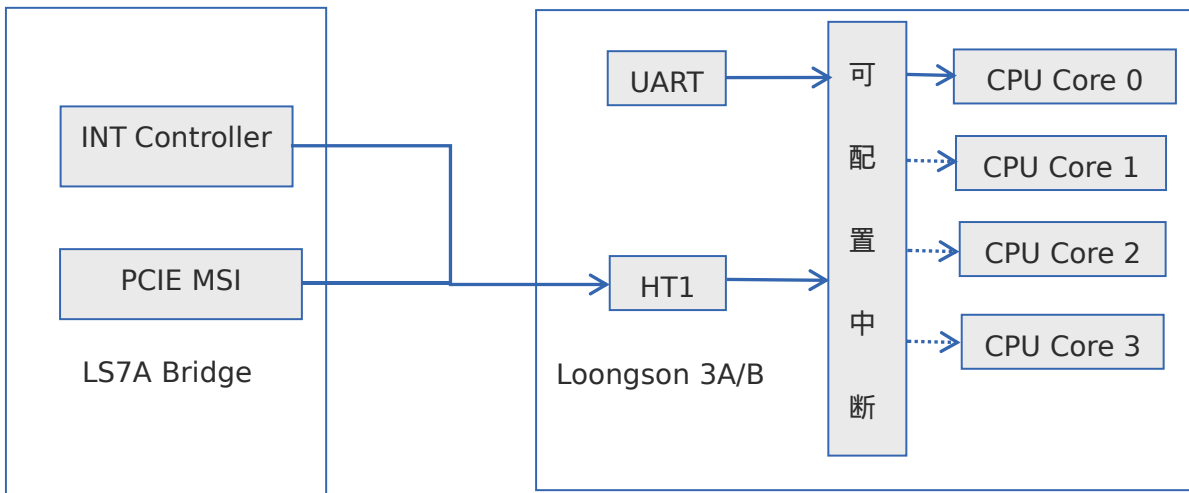 INT Controller
PCIE MSI
LS7A Bridge
UART
HT1
Loongson 3A/B
可
配
置
中
断
CPU Core 0
CPU Core 1
CPU Core 2
CPU Core 3